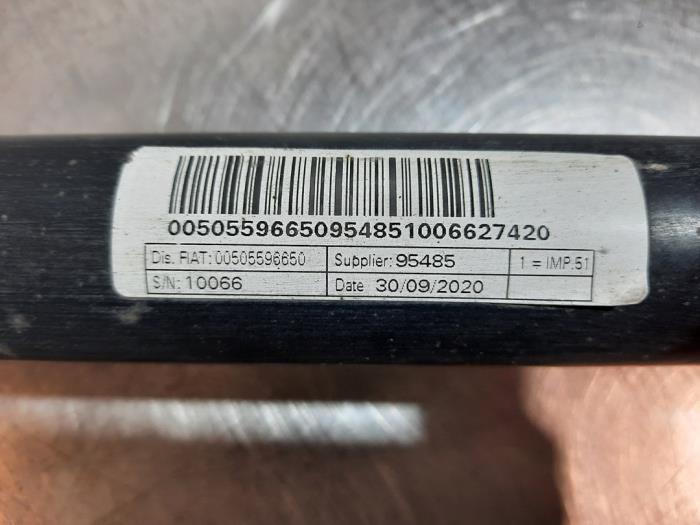 00505596650954851006627420
Dis. FIAT: 00505596650 Supplier: 95485 1 = IMP.51
S/N: 10066 Date 30/09/2020